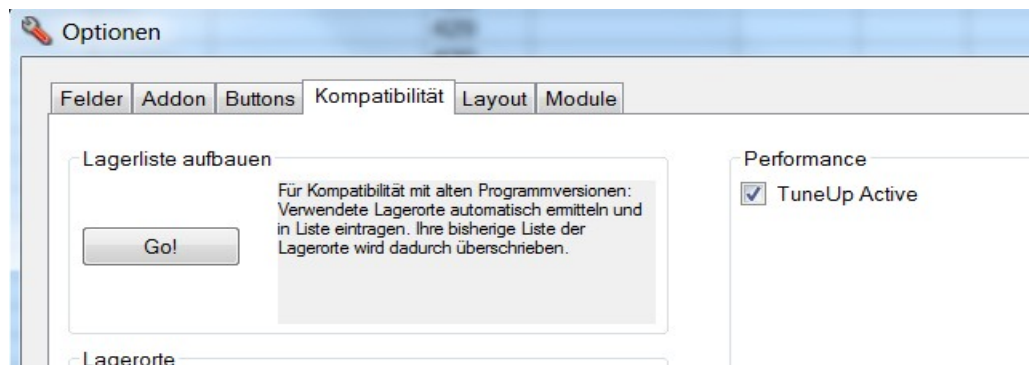 Optionen
Felder Addon Buttons Kompatibilität Layout Module
Lagerliste aufbauen
Go!
Für Kompatibilität mit alten Programmversionen:
Verwendete Lagerorte automatisch ermitteln und
in Liste eintragen. Ihre bisherige Liste der
Lagerorte wird dadurch überschrieben.
Performance
TuneUp Active
Lagerorte